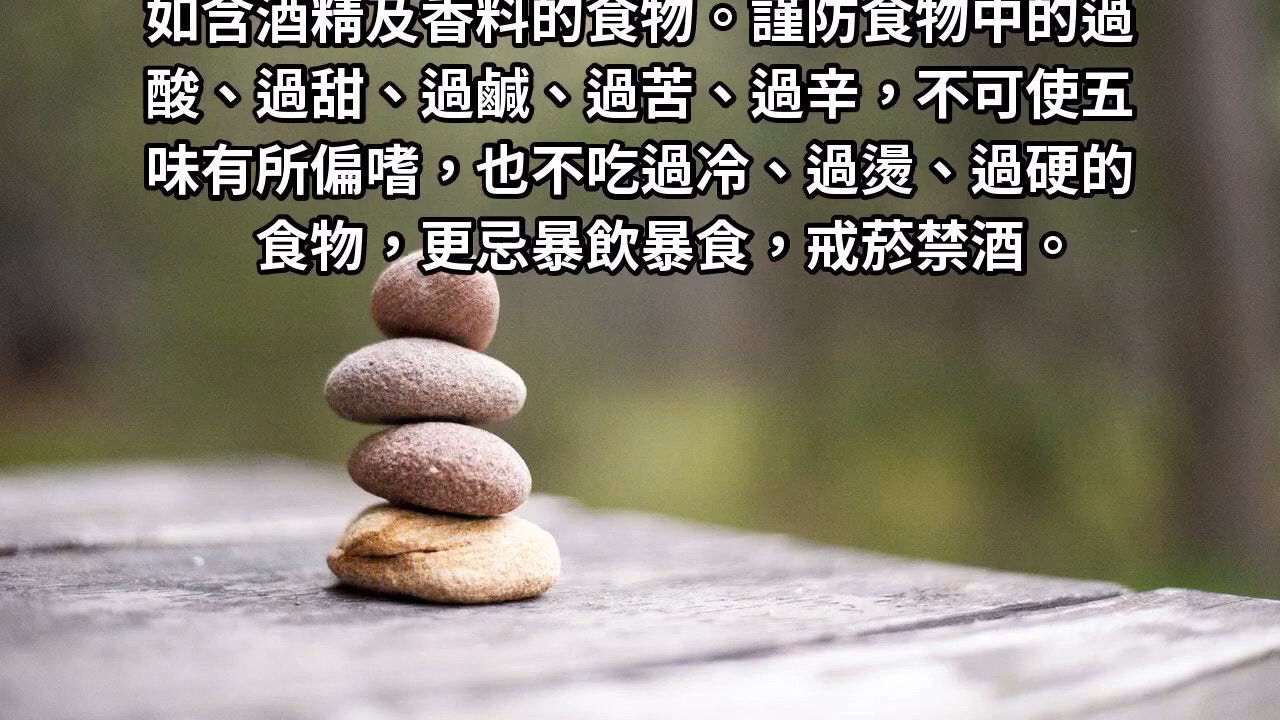 如含酒精及香料的食物。謹防食物中的過
酸、過甜、過鹹、過苦、過辛，不可使五
味有所偏嗜，也不吃過冷、過燙、過硬的
食物，更忌暴飲暴食，戒菸禁酒。